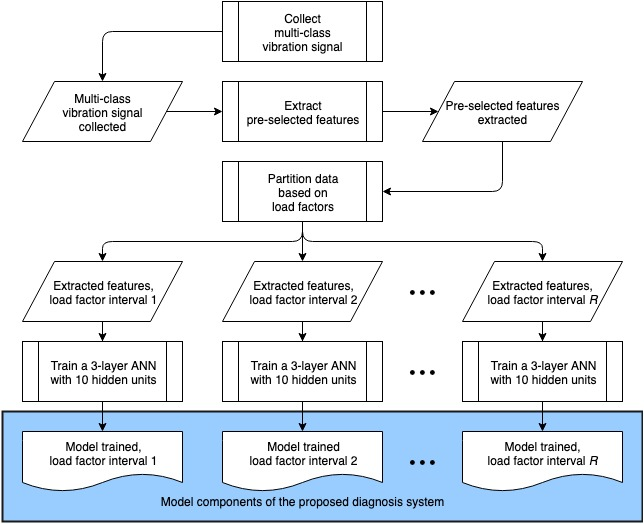 Collect
multi-class
vibration signal
Multi-class
vibration signal
collected
Extract
pre-selected features
Pre-selected features
extracted
Partition data
based on
load factors
Extracted features,
load factor interval 1
Extracted features,
load factor interval 2
Extracted features,
load factor interval R
Train a 3-layer ANN
with 10 hidden units
Train a 3-layer ANN
with 10 hidden units
Train a 3-layer ANN
with 10 hidden units
Model trained,
load factor interval 1
Model trained
load factor interval 2
Model trained,
load factor interval R
Model components of the proposed diagnosis system